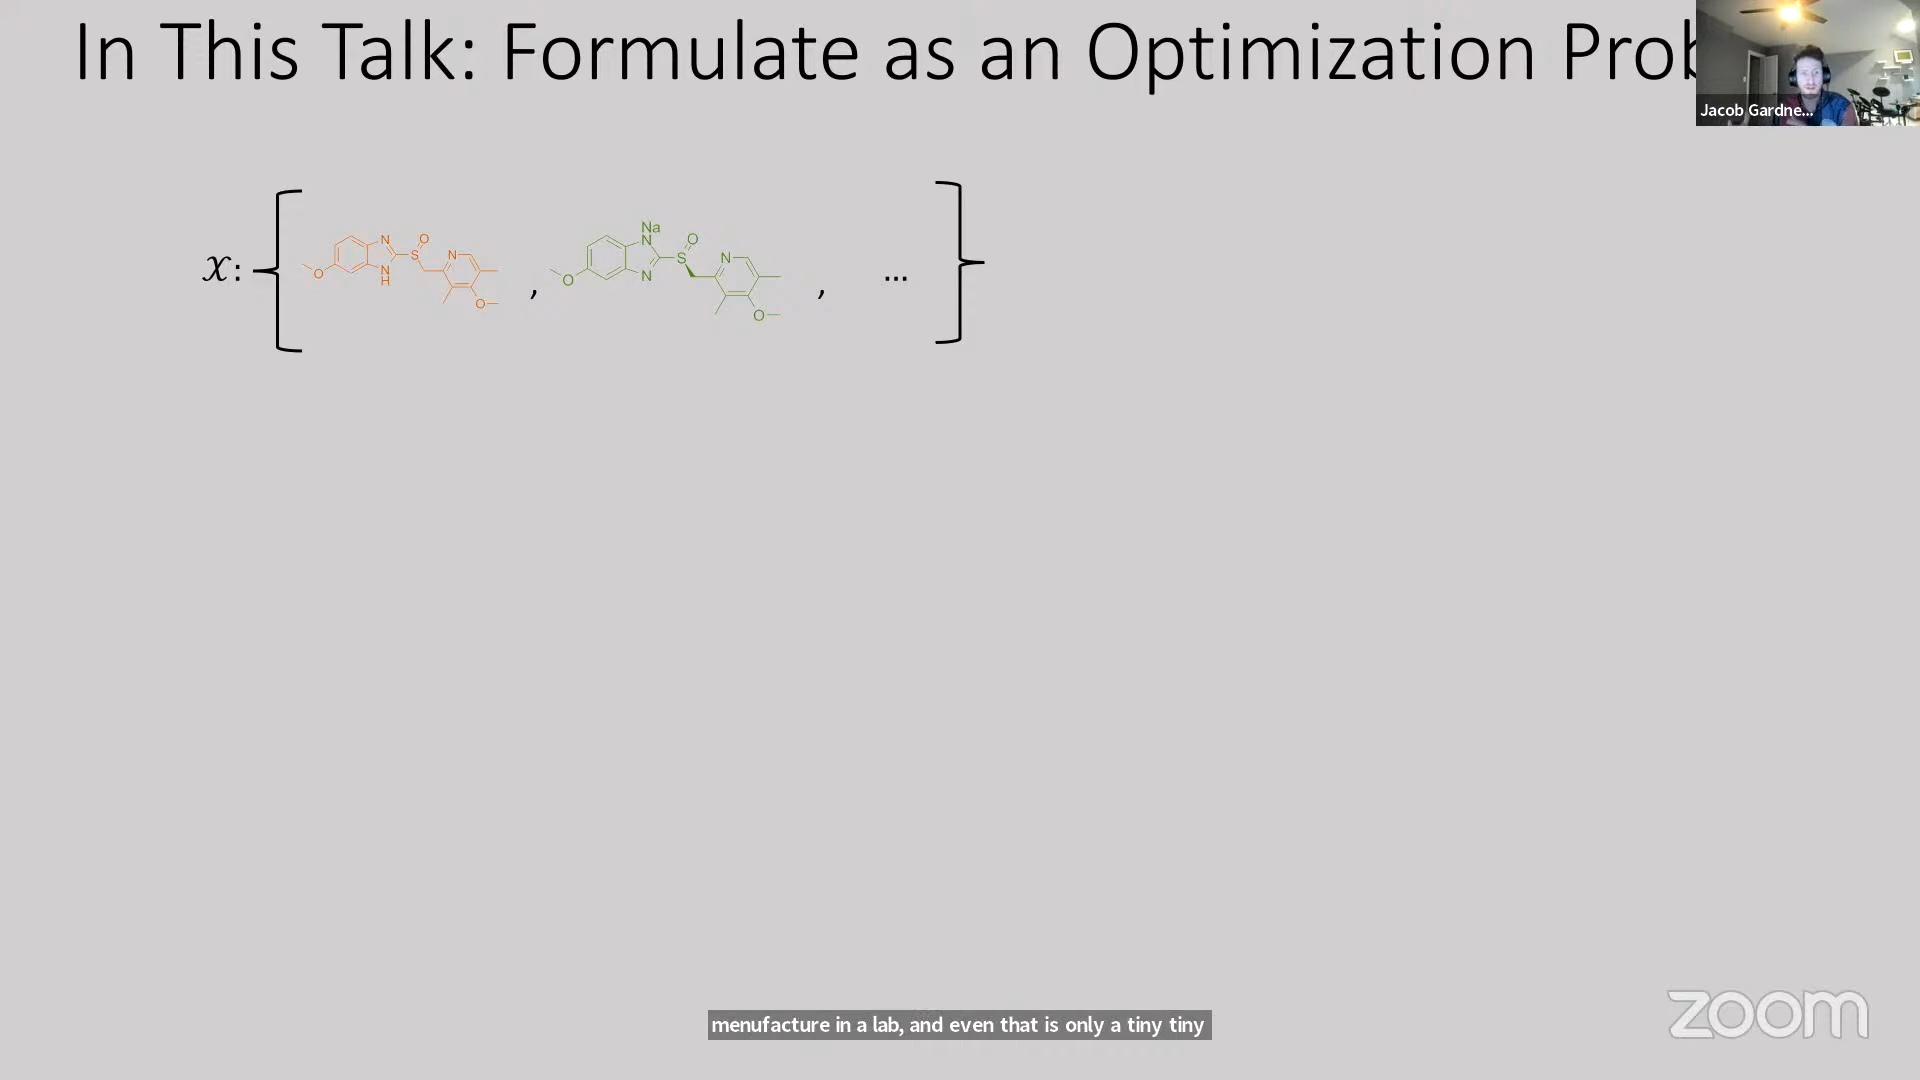 In This Talk: Formulate as an Optimization Prob
Jacob Gardne...
𝒳: { N O S N N H O O , Na N O S N N O O , ... }
menufacture in a lab, and even that is only a tiny tiny
zoom